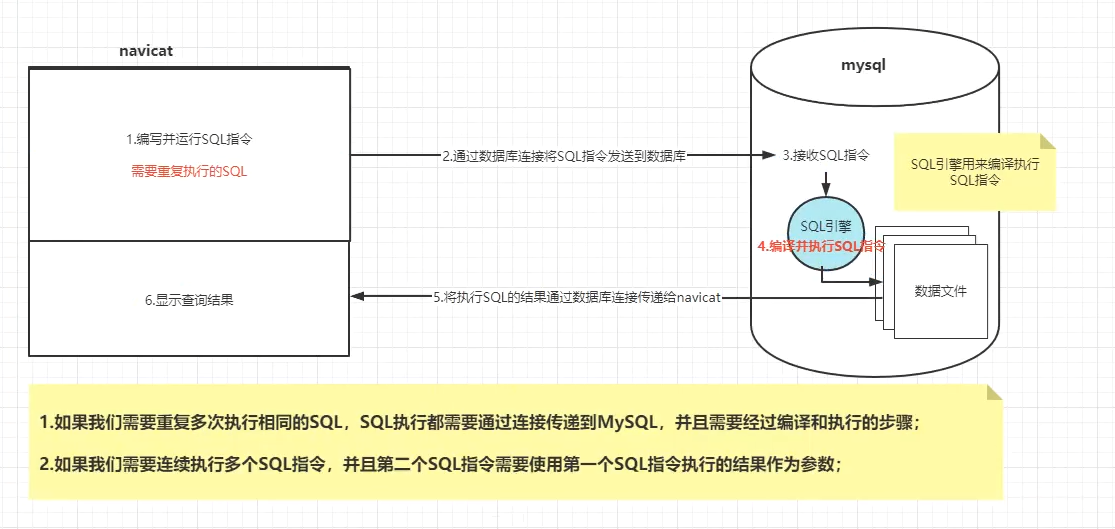 navicat
mysql
1.编写并运行SQL指令
需要重复执行的SQL
2.通过数据库连接将SQL指令发送到数据库
3.接收SQL指令
SQL引擎用来编译执行
SQL指令
SQL引擎
4.编译并执行SQL指令
数据文件
5.将执行SQL的结果通过数据库连接传递给navicat
6.显示查询结果
1.如果我们需要重复多次执行相同的SQL，SQL执行都需要通过连接传递到MySQL，并且需要经过编译和执行的步骤；
2.如果我们需要连续执行多个SQL指令，并且第二个SQL指令需要使用第一个SQL指令执行的结果作为参数；